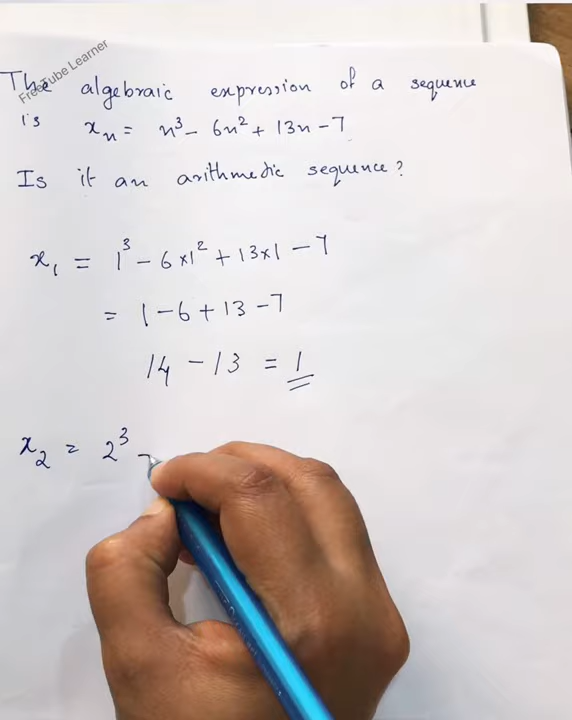 FreeTube Learner
The algebraic expression of a sequence
is xₙ = n³ - 6n² + 13n - 7
Is it an arithmedic sequence?
x₁ = 1³ - 6×1² + 13×1 - 7
= 1 - 6 + 13 - 7
14 - 13 = 1
x₂ = 2³ -